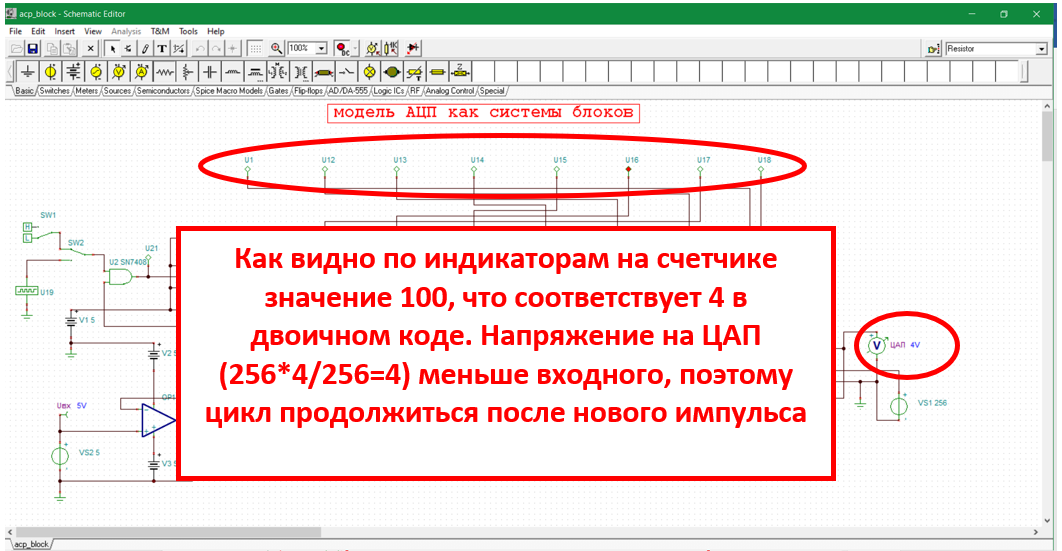 acp_block - Schematic Editor
File Edit Insert View Analysis T&M Tools Help
100% DC Resistor
Basic Switches Meters Sources Semiconductors Spice Macro Models Gates Flip-flops AD/DA-555 Logic ICs RF Analog Control Special
модель АЦП как системы блоков
U1 U12 U13 U14 U15 U16 U17 U18
SW1
H
L
SW2
U21
U2 SN7408
U19
V1 5
V2 5
Как видно по индикаторам на счетчике
значение 100, что соответствует 4 в
двоичном коде. Напряжение на ЦАП
(256*4/256=4) меньше входного, поэтому
цикл продолжиться после нового импульса
V ЦАП 4V
VS1 256
OP1
Uвх 5V
VS2 5
V3 5
acp_block